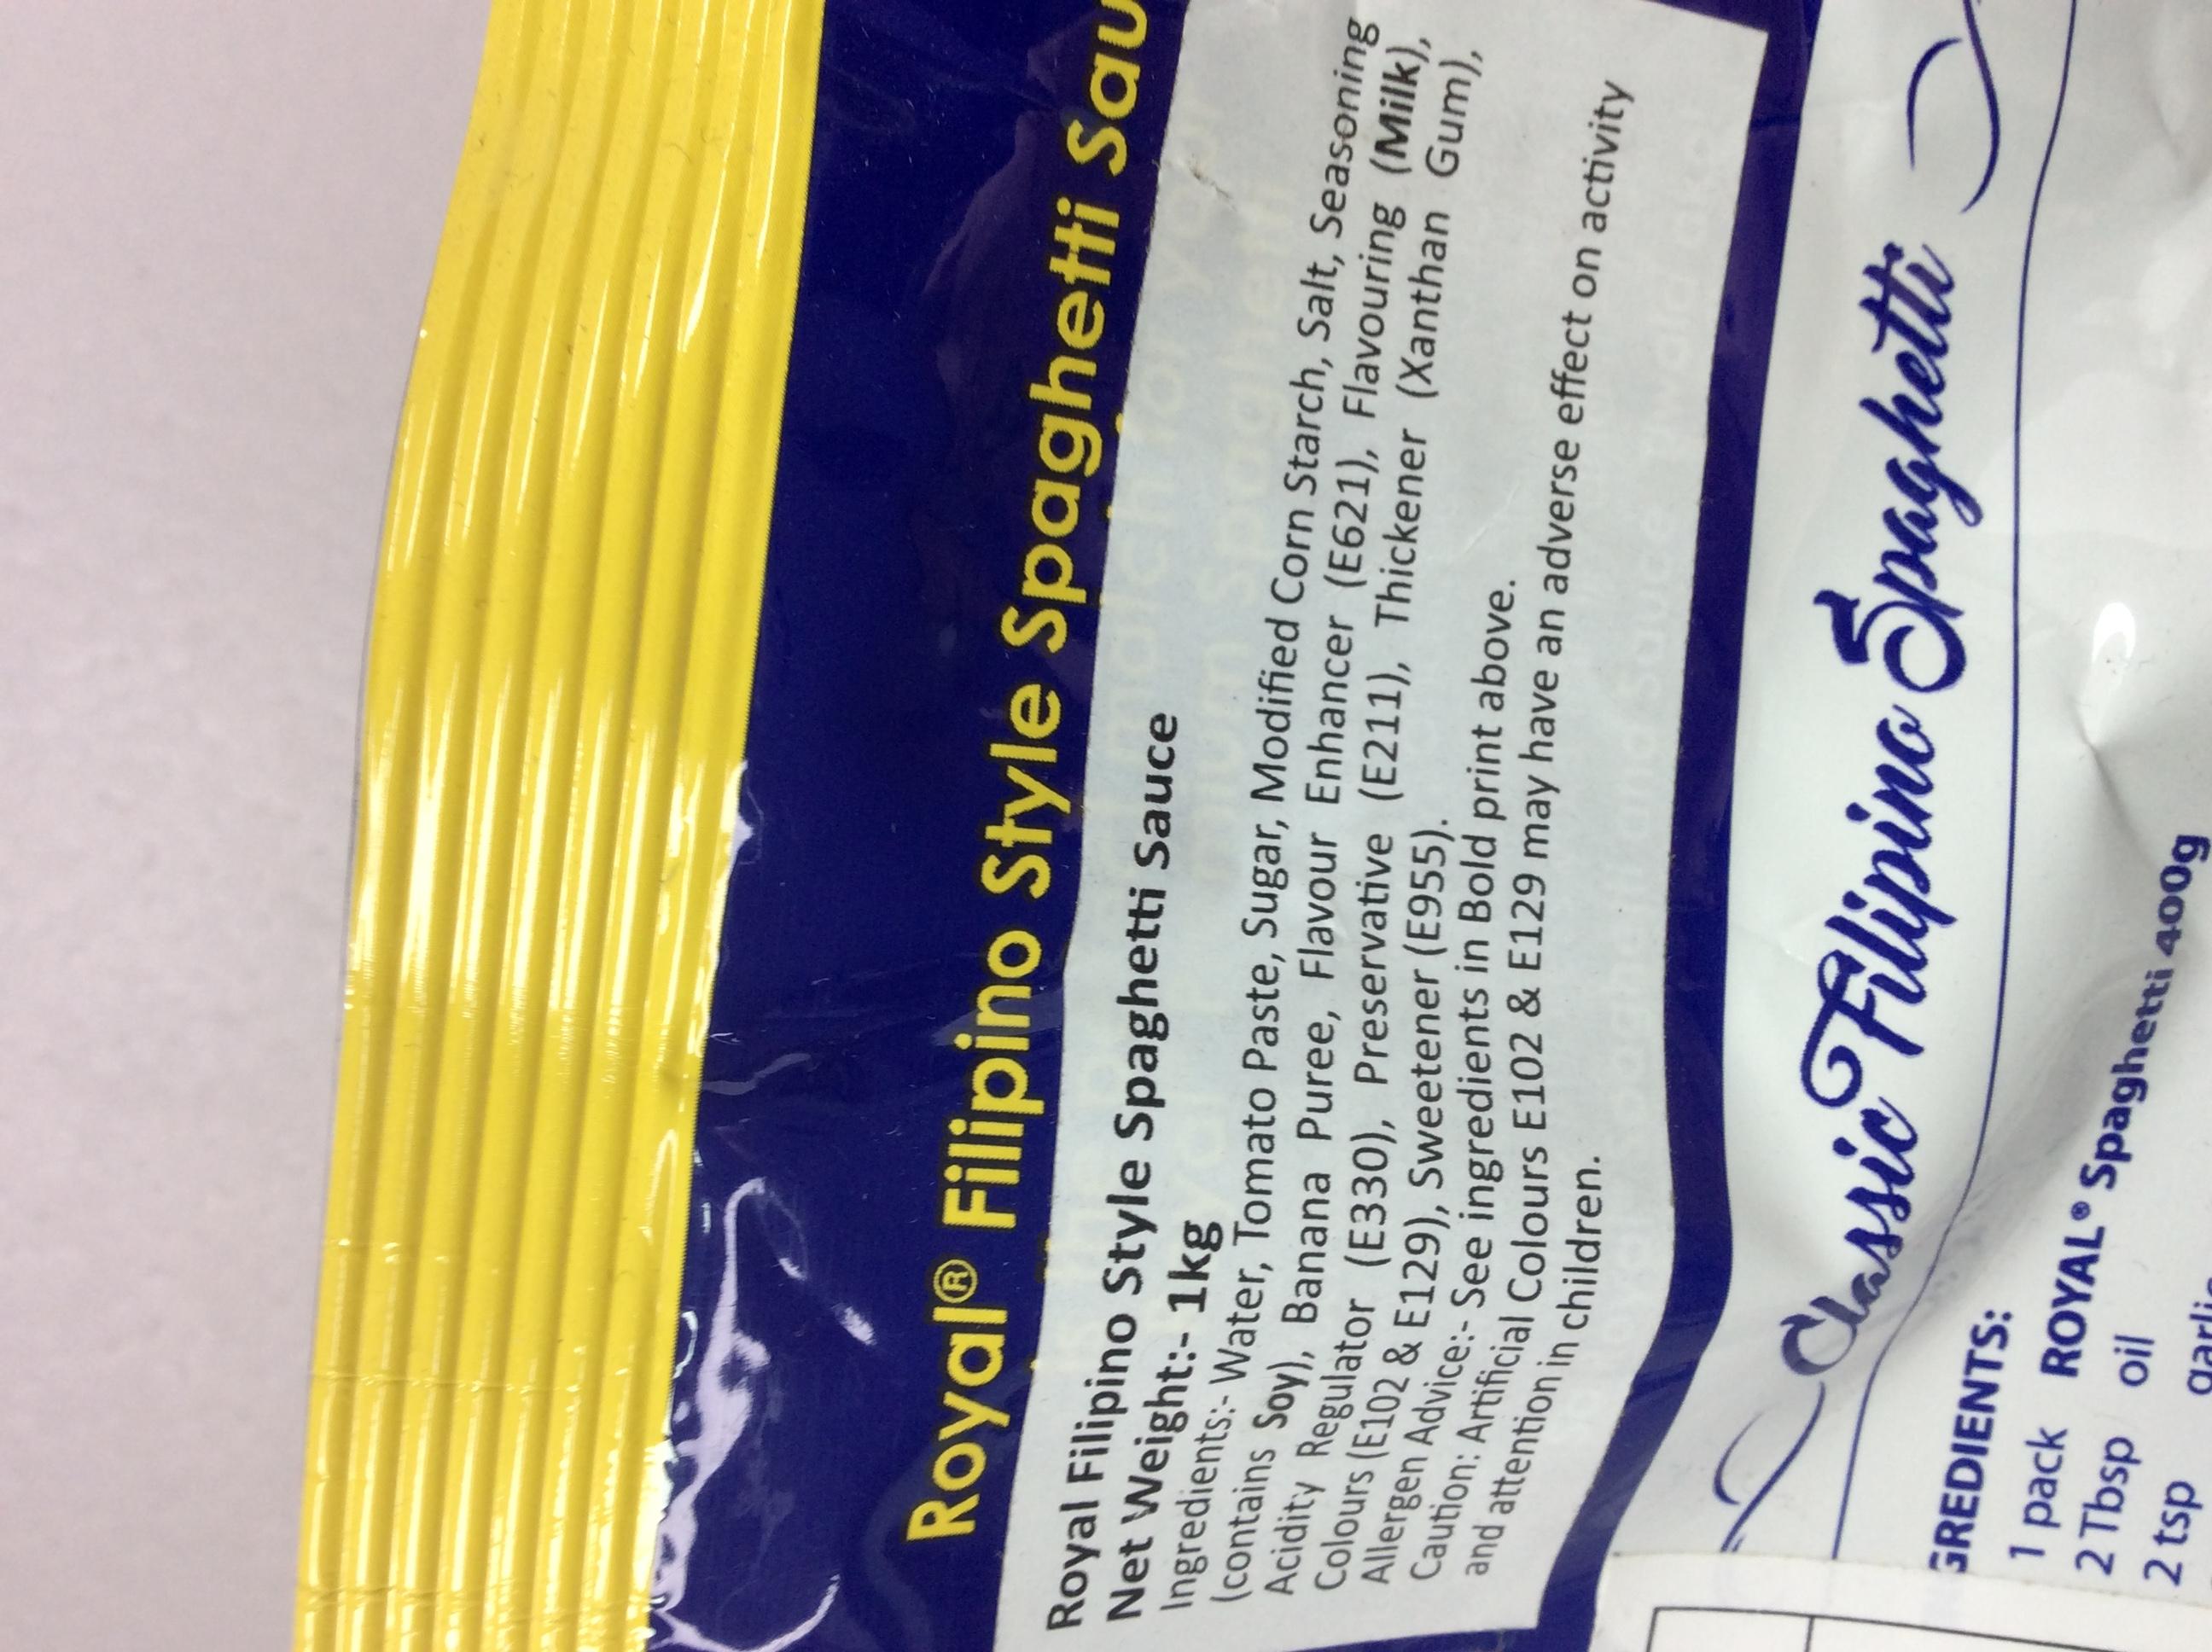 Royal® Filipino Style Spaghetti Sau
Royal Filipino Style Spaghetti Sauce
Net Weight:- 1kg
Ingredients:- Water, Tomato Paste, Sugar, Modified Corn Starch, Salt, Seasoning
(contains Soy), Banana Puree, Flavour Enhancer (E621), Flavouring (Milk),
Acidity Regulator (E330), Preservative (E211), Thickener (Xanthan Gum),
Colours (E102 & E129), Sweetener (E955).
Allergen Advice:- See ingredients in Bold print above.
Caution: Artificial Colours E102 & E129 may have an adverse effect on activity
and attention in children.
Classic Filipino Spaghetti
GREDIENTS:
1 pack ROYAL® Spaghetti 400g
2 Tbsp oil
2 tsp